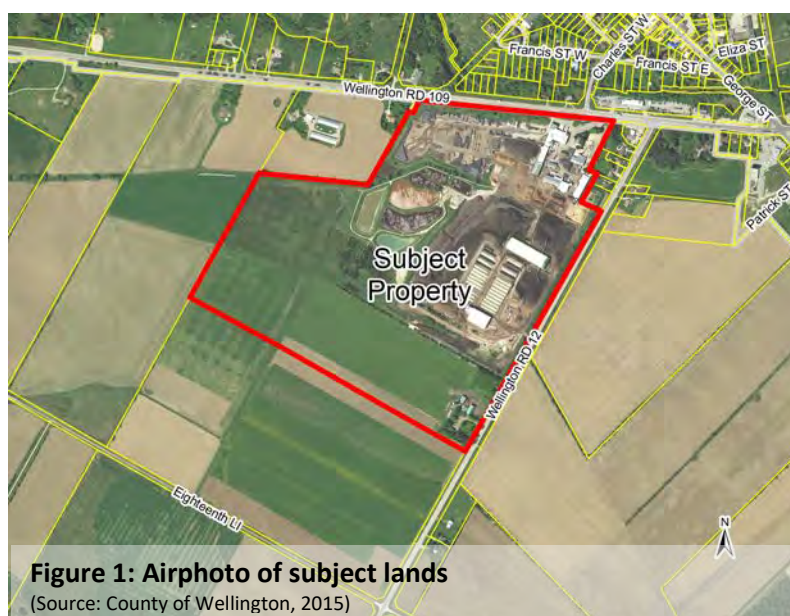 Francis ST W
Charles ST W
Eliza ST
Francis ST E
George ST
Wellington RD 109
Patrick ST
Subject
Property
Wellington RD 12
Eighteenth LI
N
Figure 1: Airphoto of subject lands
(Source: County of Wellington, 2015)